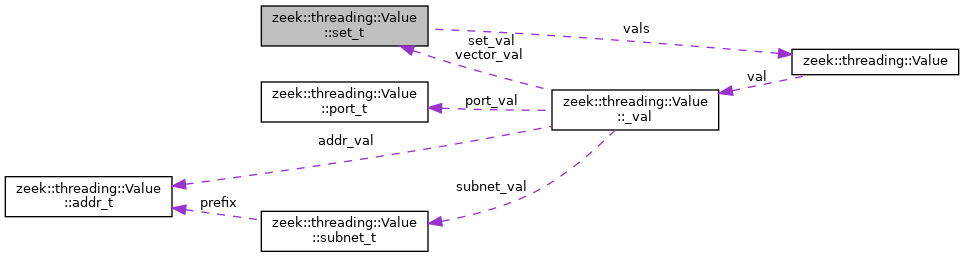 zeek::threading::Value
::set_t
vals
set_val
vector_val
zeek::threading::Value
val
zeek::threading::Value
::port_t
port_val
zeek::threading::Value
::_val
addr_val
subnet_val
zeek::threading::Value
::addr_t
prefix
zeek::threading::Value
::subnet_t